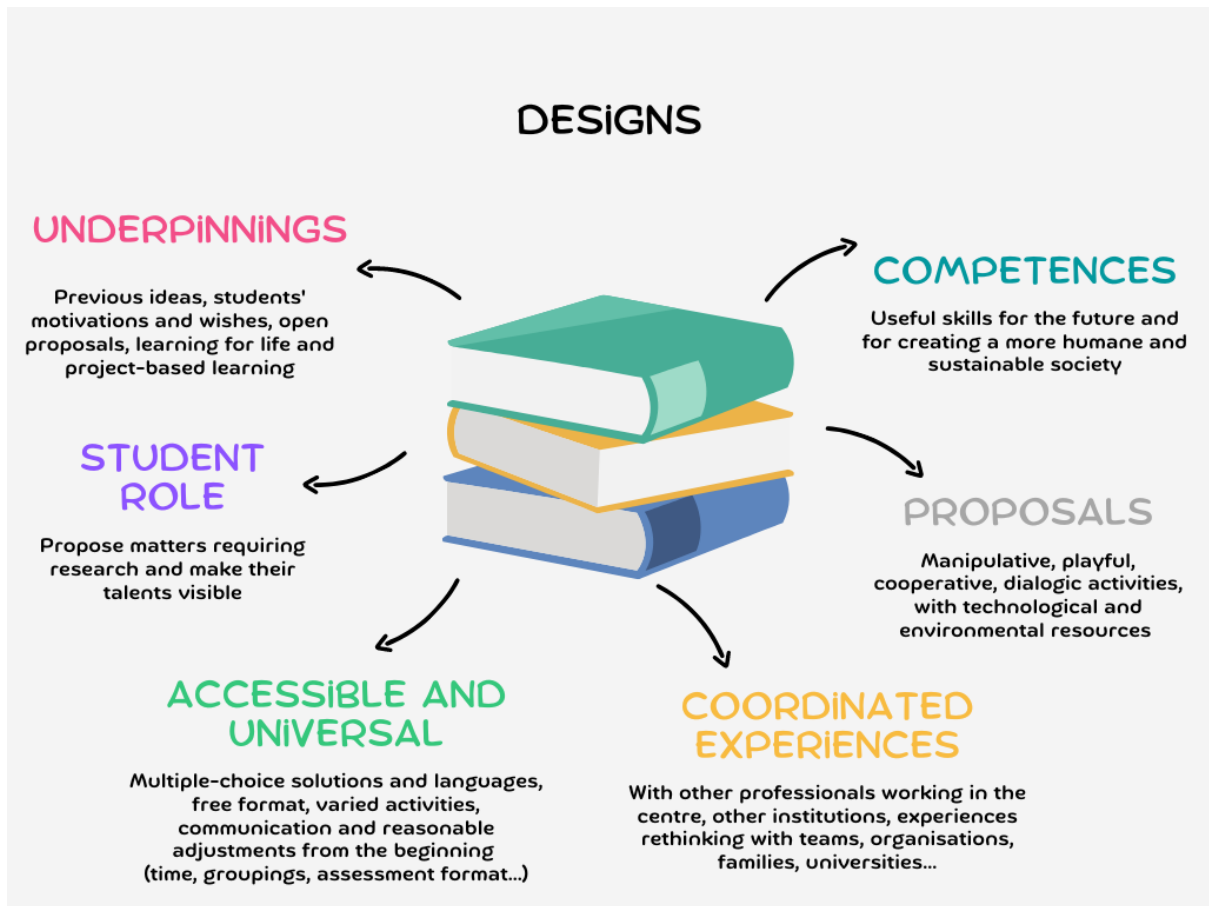 DESIGNS
UNDERPINNINGS
Previous ideas, students'
motivations and wishes, open
proposals, learning for life and
project-based learning
STUDENT
ROLE
Propose matters requiring
research and make their
talents visible
ACCESSIBLE AND
UNIVERSAL
Multiple-choice solutions and languages,
free format, varied activities,
communication and reasonable
adjustments from the beginning
(time, groupings, assessment format...)
COMPETENCES
Useful skills for the future and
for creating a more humane and
sustainable society
PROPOSALS
Manipulative, playful,
cooperative, dialogic activities,
with technological and
environmental resources
COORDINATED
EXPERIENCES
With other professionals working in the
centre, other institutions, experiences
rethinking with teams, organisations,
families, universities...